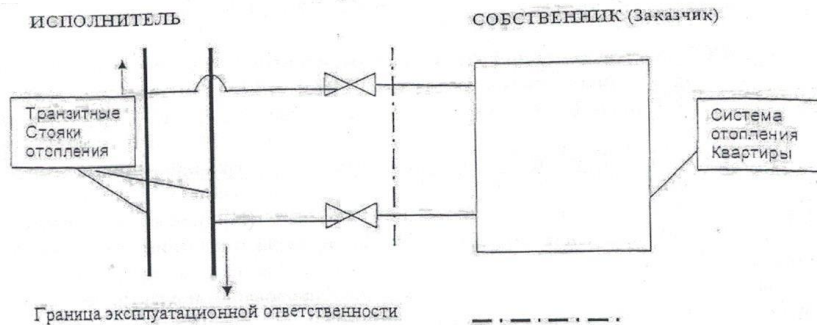 ИСПОЛНИТЕЛЬ
СОБСТВЕННИК (Заказчик)
Транзитные
Стояки
отопления
Система
отопления
Квартиры
Граница эксплуатационной ответственности